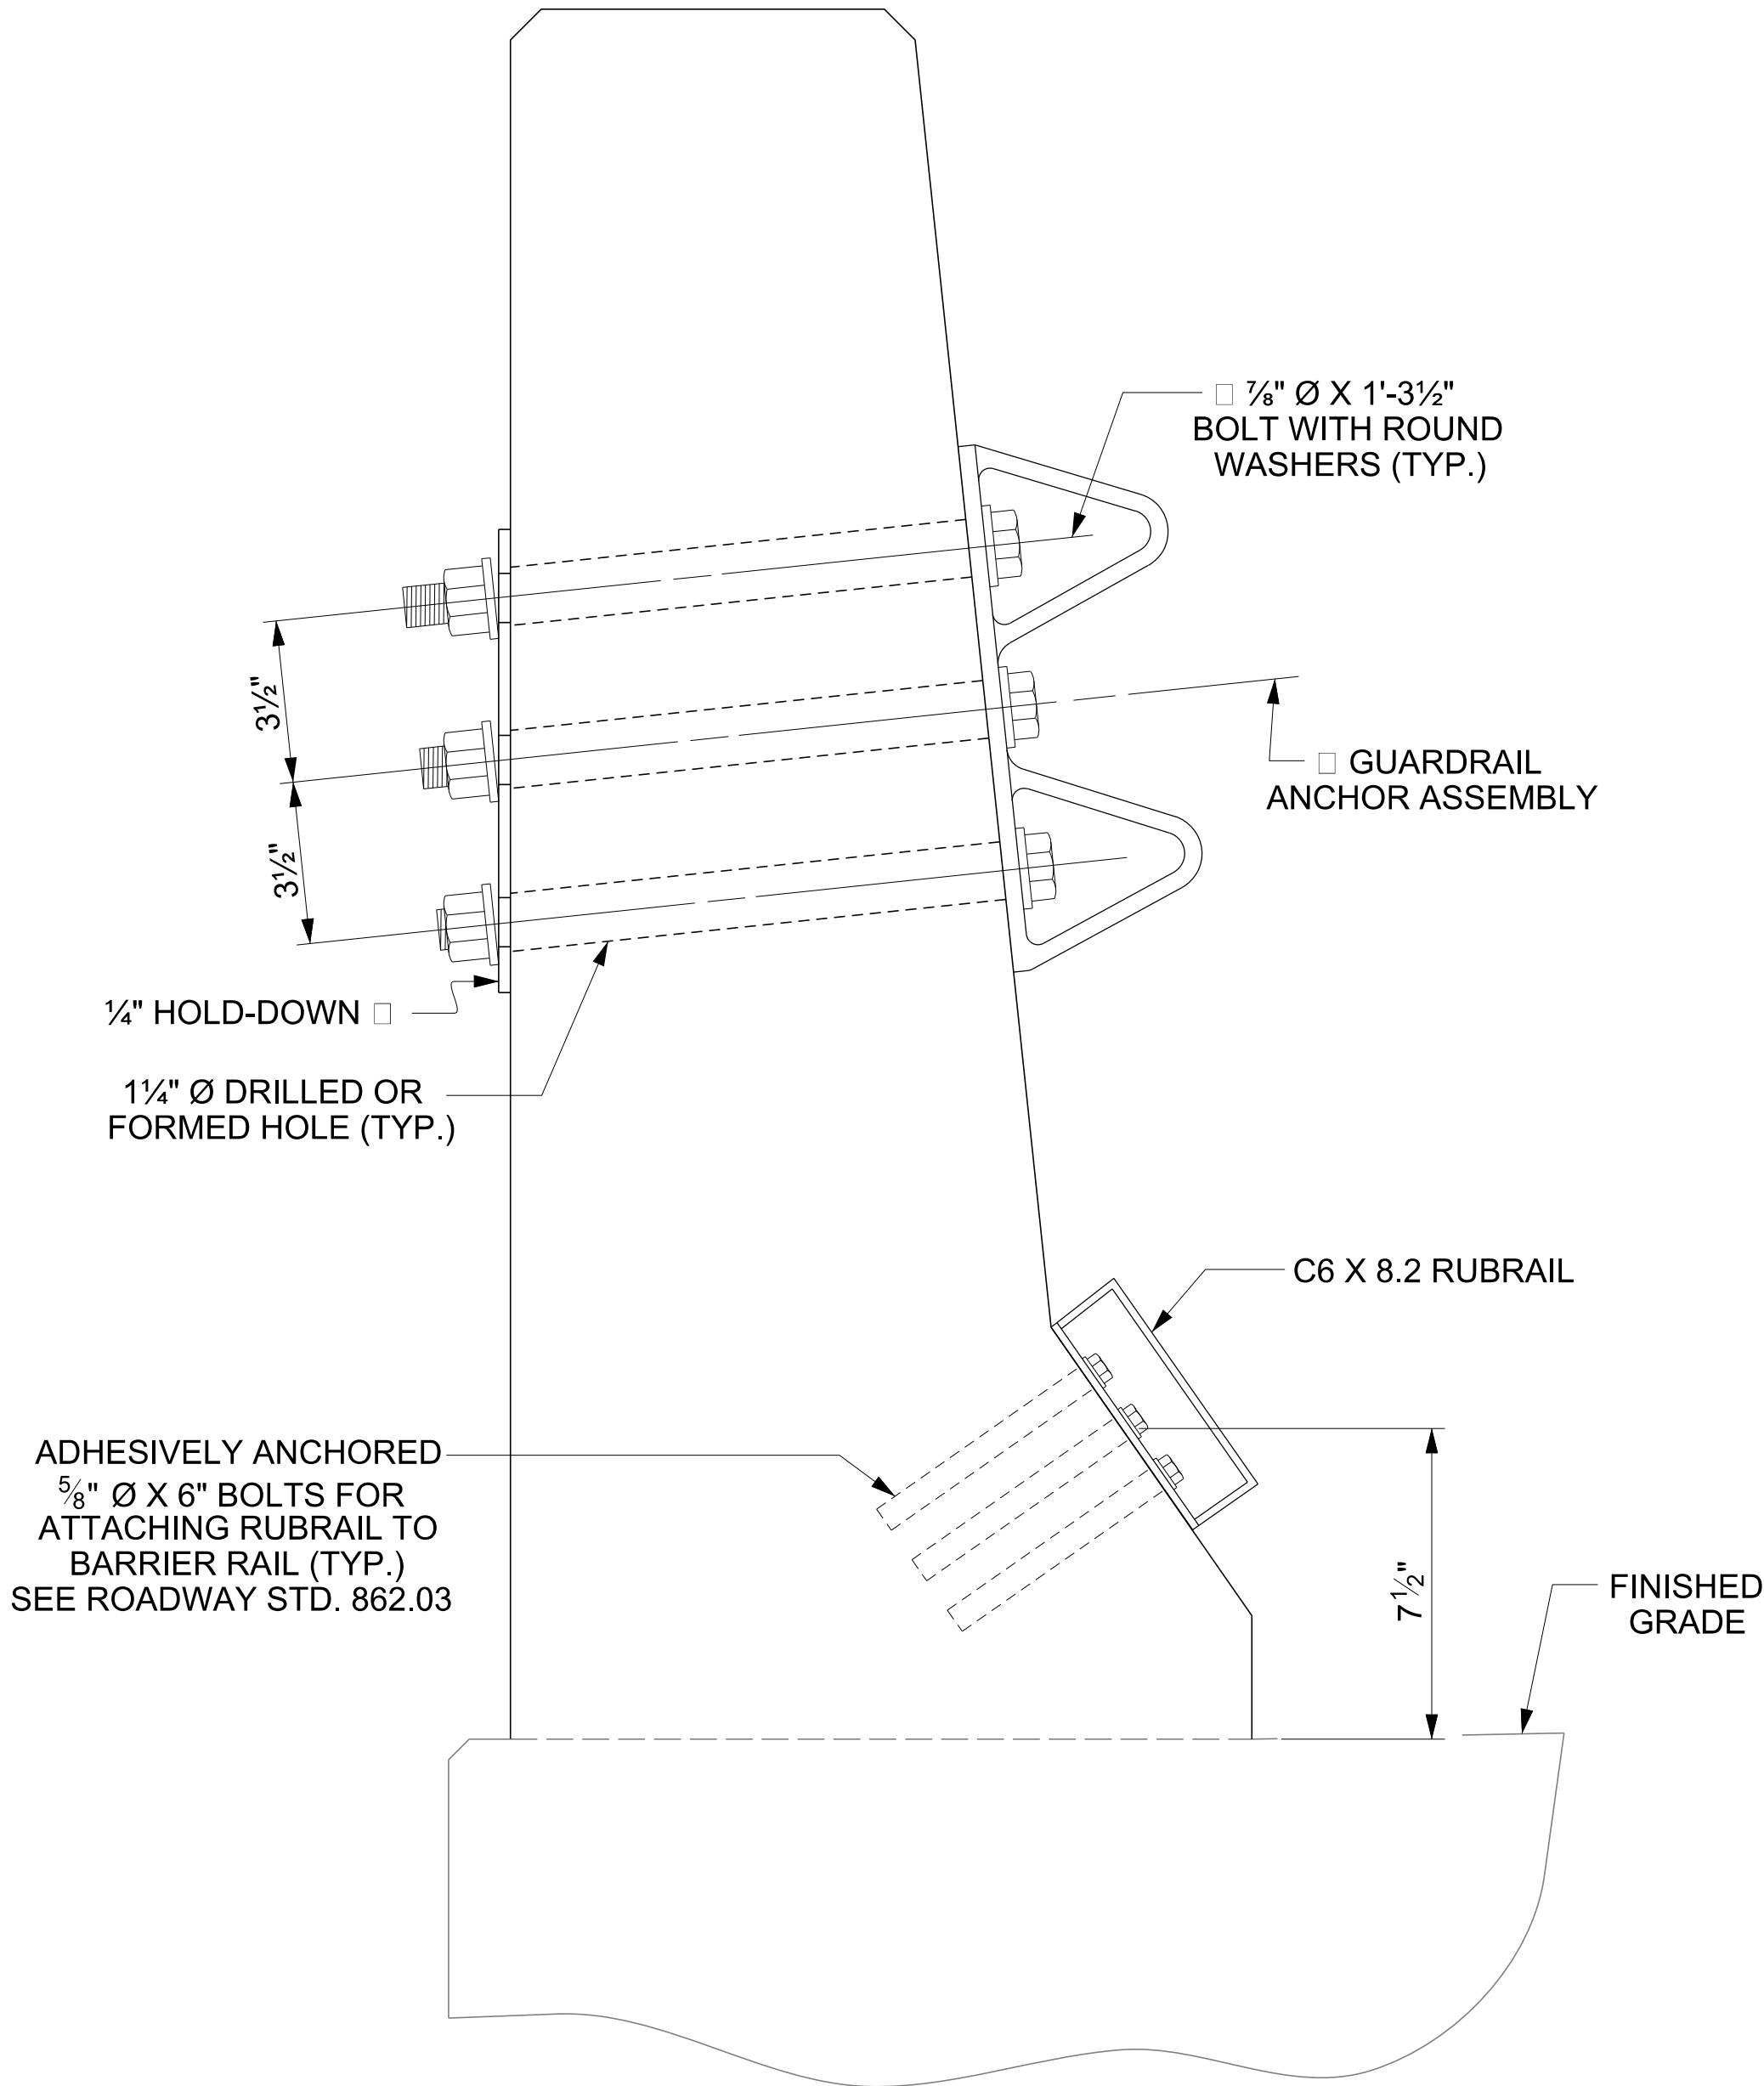 □ ⅞" Ø X 1'-3½"
BOLT WITH ROUND
WASHERS (TYP.)
3½"
3½"
□ GUARDRAIL
ANCHOR ASSEMBLY
¼" HOLD-DOWN □
1¼" Ø DRILLED OR
FORMED HOLE (TYP.)
C6 X 8.2 RUBRAIL
ADHESIVELY ANCHORED
⅝" Ø X 6" BOLTS FOR
ATTACHING RUBRAIL TO
BARRIER RAIL (TYP.)
SEE ROADWAY STD. 862.03
7½"
FINISHED
GRADE